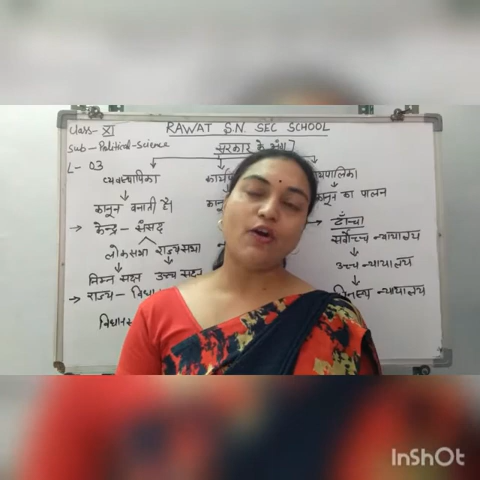 Class - XI RAWAT S.N. SEC SCHOOL
Sub - Political - Science सरकार के अंग
L - 03
व्यवस्थापिका
कानून बनाती है। का पालन
→ केन्द्र - संसद → ढाँचा
लोकसभा राज्यसभा सर्वोच्च न्यायालय
निम्न सदन उच्च सदन उच्च न्यायालय
→ राज्य - न्यायालय
InShOt